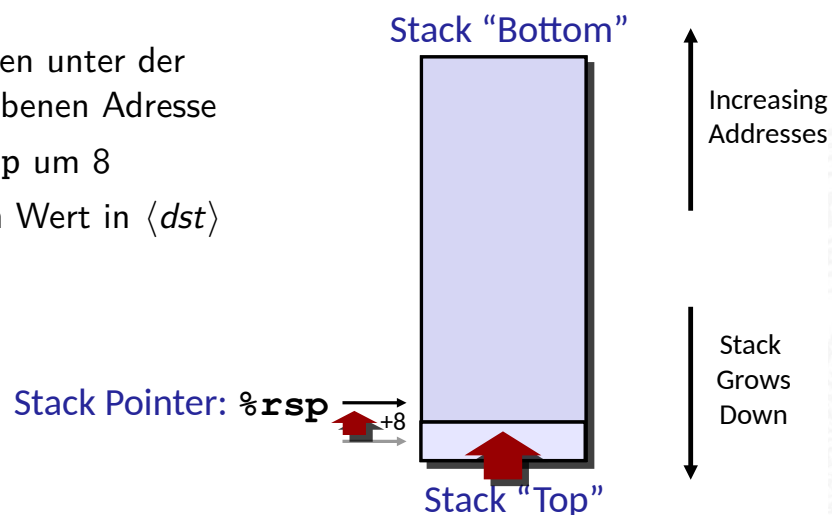 Stack “Bottom”
en unter der
benen Adresse
p um 8
Wert in ⟨dst⟩
Increasing
Addresses
Stack
Grows
Down
Stack Pointer: %rsp
+8
Stack “Top”